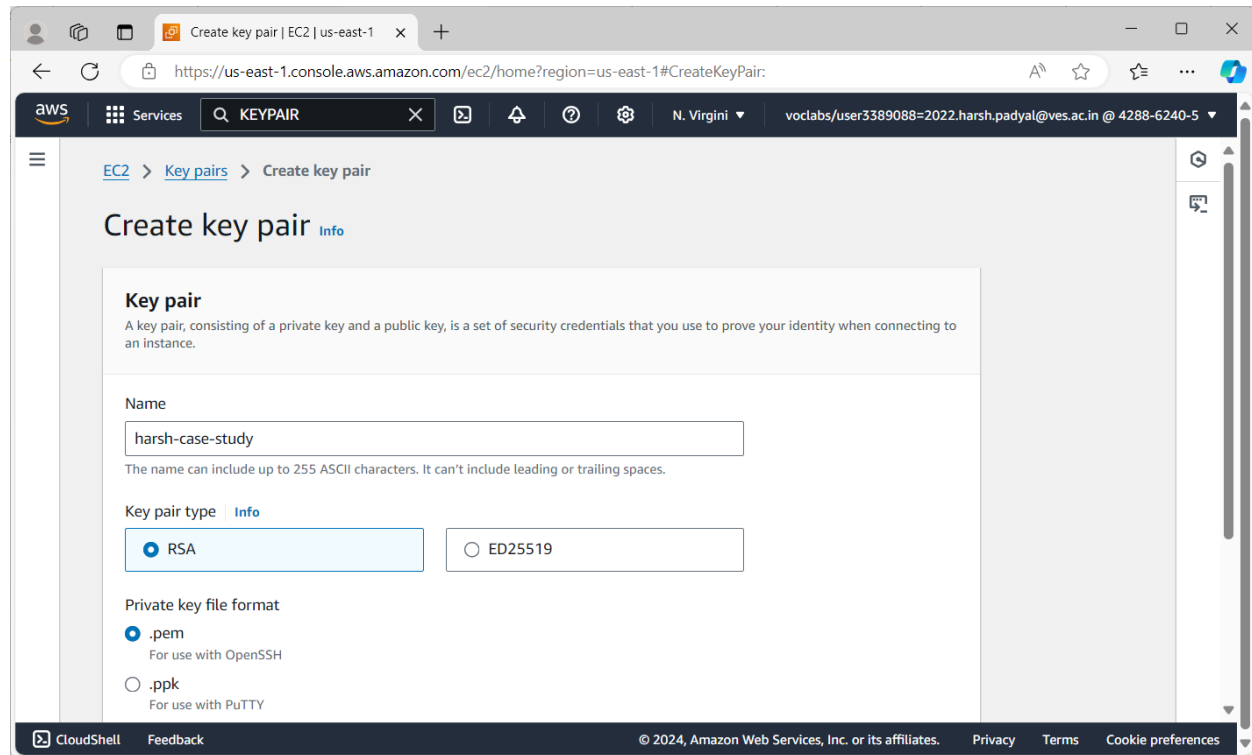 Create key pair | EC2 | us-east-1
https://us-east-1.console.aws.amazon.com/ec2/home?region=us-east-1#CreateKeyPair:
aws Services KEYPAIR N. Virgini voclabs/user3389088=2022.harsh.padyal@ves.ac.in @ 4288-6240-5
EC2 > Key pairs > Create key pair
Create key pair Info
Key pair
A key pair, consisting of a private key and a public key, is a set of security credentials that you use to prove your identity when connecting to
an instance.
Name
harsh-case-study
The name can include up to 255 ASCII characters. It can't include leading or trailing spaces.
Key pair type Info
RSA ED25519
Private key file format
.pem
For use with OpenSSH
.ppk
For use with PuTTY
CloudShell Feedback © 2024, Amazon Web Services, Inc. or its affiliates. Privacy Terms Cookie preferences